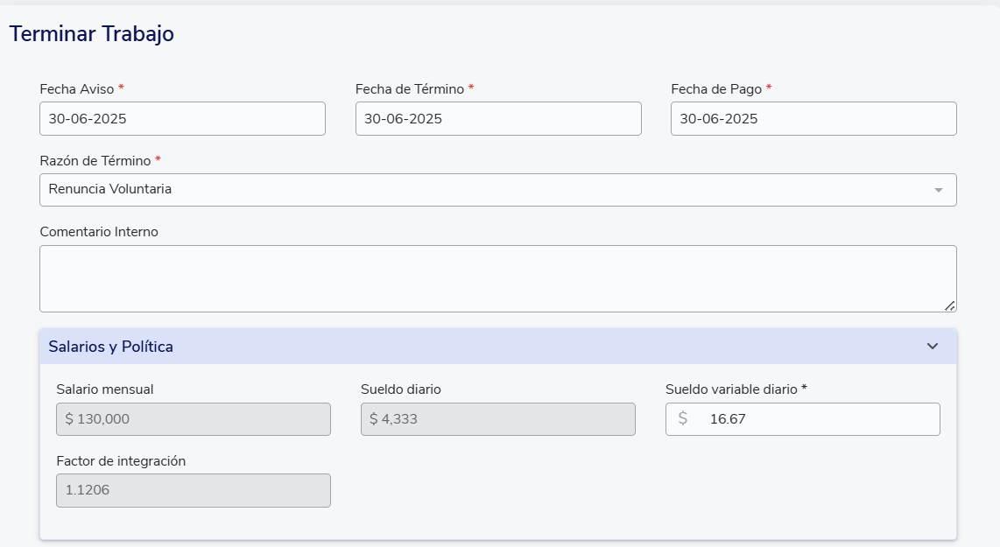 Terminar Trabajo
Fecha Aviso * Fecha de Término * Fecha de Pago *
30-06-2025 30-06-2025 30-06-2025
Razón de Término *
Renuncia Voluntaria
Comentario Interno
Salarios y Política
Salario mensual Sueldo diario Sueldo variable diario *
$ 130,000 $ 4,333 $ 16.67
Factor de integración
1.1206